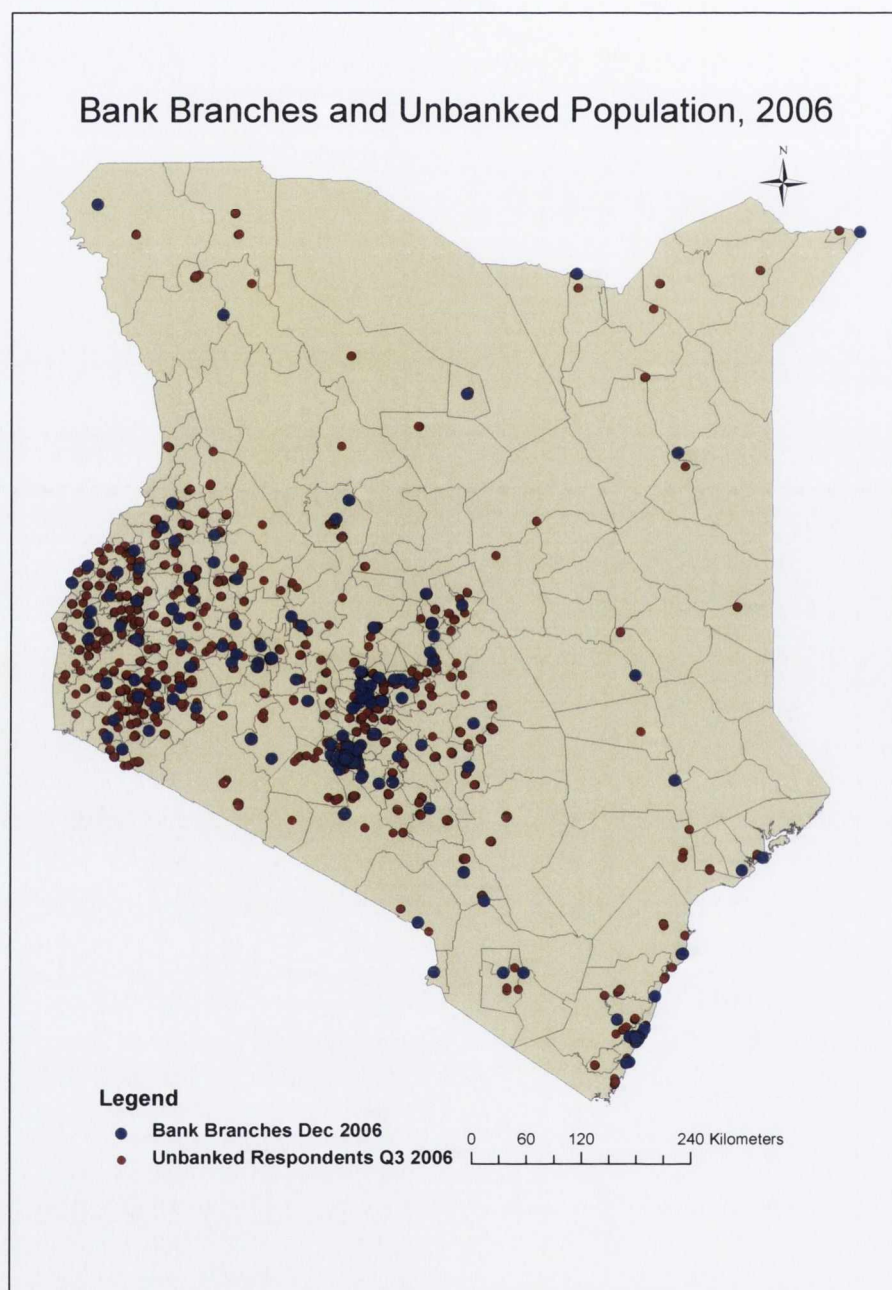 Bank Branches and Unbanked Population, 2006
N
Legend
Bank Branches Dec 2006
Unbanked Respondents Q3 2006
0 60 120 240 Kilometers